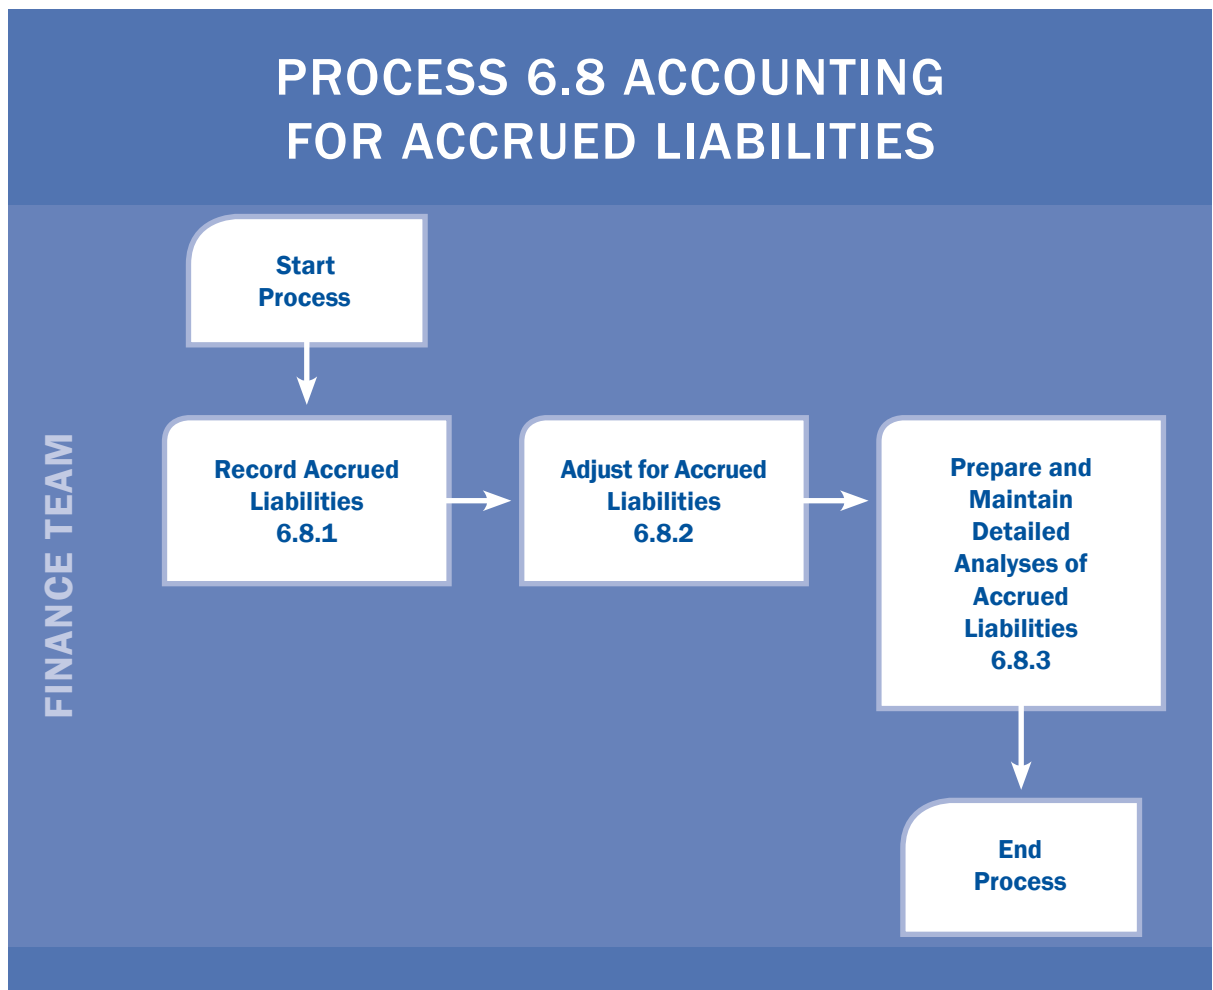 PROCESS 6.8 ACCOUNTING
FOR ACCRUED LIABILITIES
FINANCE TEAM
Start
Process
Record Accrued
Liabilities
6.8.1
Adjust for Accrued
Liabilities
6.8.2
Prepare and
Maintain
Detailed
Analyses of
Accrued
Liabilities
6.8.3
End
Process